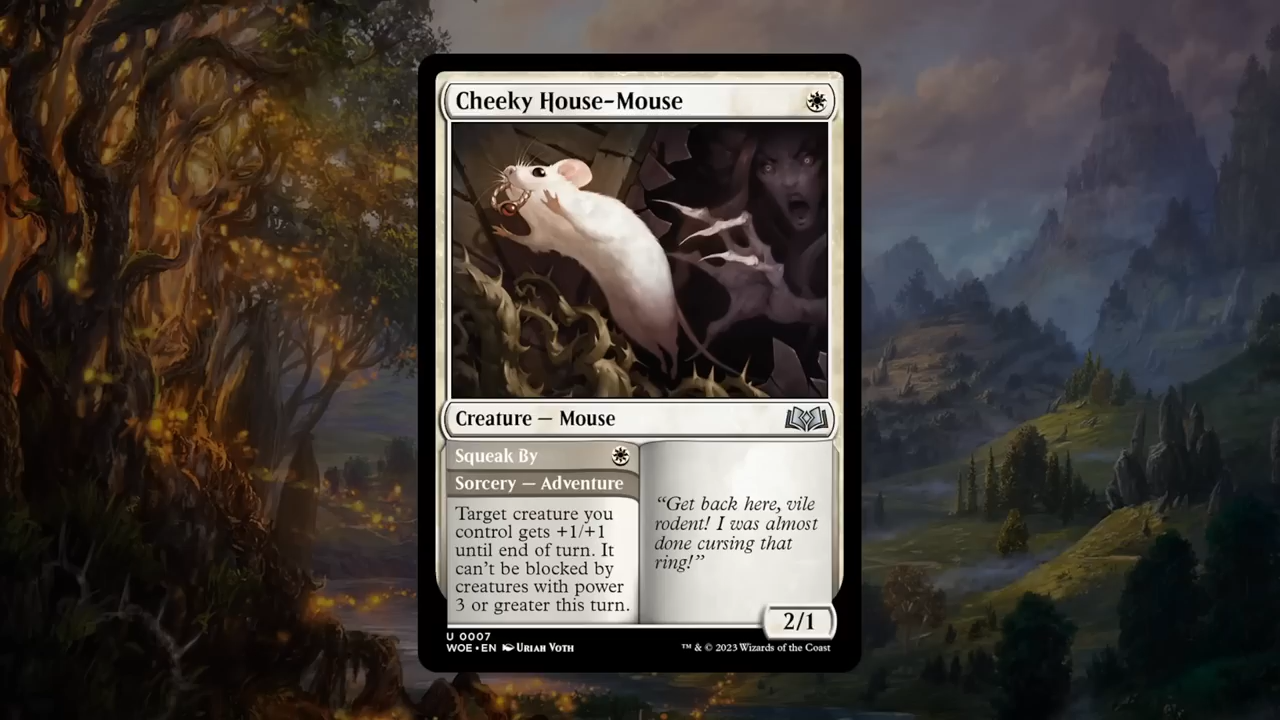 Cheeky House-Mouse
Creature — Mouse
Squeak By
Sorcery — Adventure
Target creature you
control gets +1/+1
until end of turn. It
can't be blocked by
creatures with power
3 or greater this turn.
“Get back here, vile
rodent! I was almost
done cursing that
ring!”
2/1
U 0007
WOE • EN Uriah Voth
™ & © 2023 Wizards of the Coast